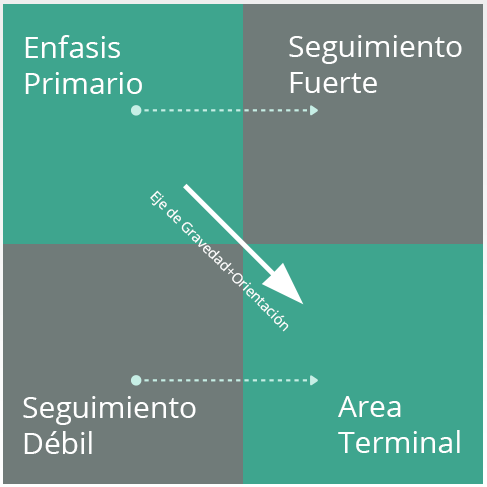 Enfasis
Primario
Seguimiento
Fuerte
Eje de Gravedad+Orientación
Seguimiento
Débil
Area
Terminal